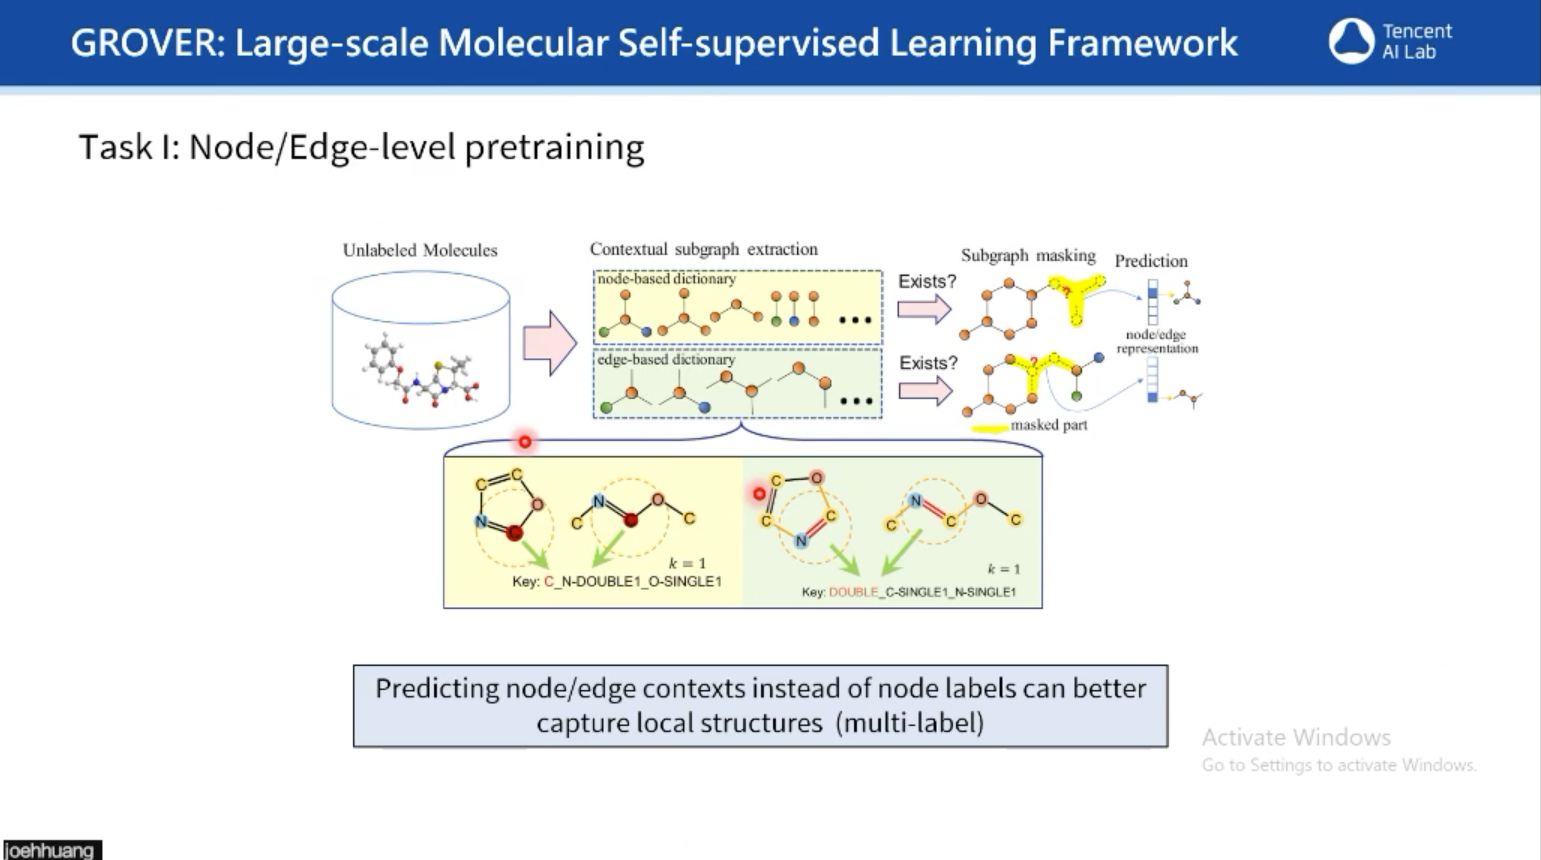 GROVER: Large-scale Molecular Self-supervised Learning Framework
Tencent
AI Lab
Task I: Node/Edge-level pretraining
Unlabeled Molecules
Contextual subgraph extraction
Subgraph masking
Prediction
node-based dictionary
Exists?
?
node/edge
representation
edge-based dictionary
Exists?
?
masked part
C C O N C
N C O C C
k = 1
Key: C_N-DOUBLE1_O-SINGLE1
C O C C N
N C O C C
k = 1
Key: DOUBLE_C-SINGLE1_N-SINGLE1
Predicting node/edge contexts instead of node labels can better
capture local structures (multi-label)
Activate Windows
Go to Settings to activate Windows.
joehhuang